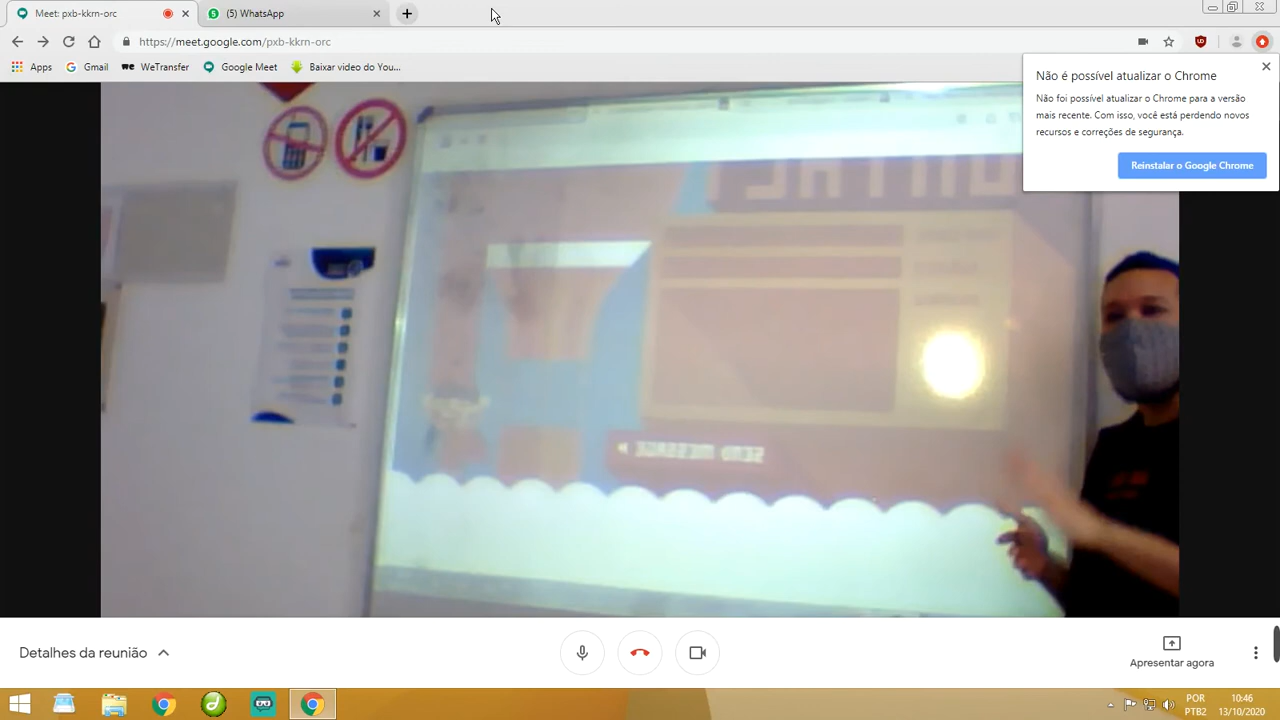 Meet: pxb-kkrn-orc
(5) WhatsApp
https://meet.google.com/pxb-kkrn-orc
Apps Gmail WeTransfer Google Meet Baixar video do You...
Não é possível atualizar o Chrome
Não foi possível atualizar o Chrome para a versão
mais recente. Com isso, você está perdendo novos
recursos e correções de segurança.
Reinstalar o Google Chrome
SEND MESSAGE
Detalhes da reunião
Apresentar agora
POR
PTB2
10:46
13/10/2020